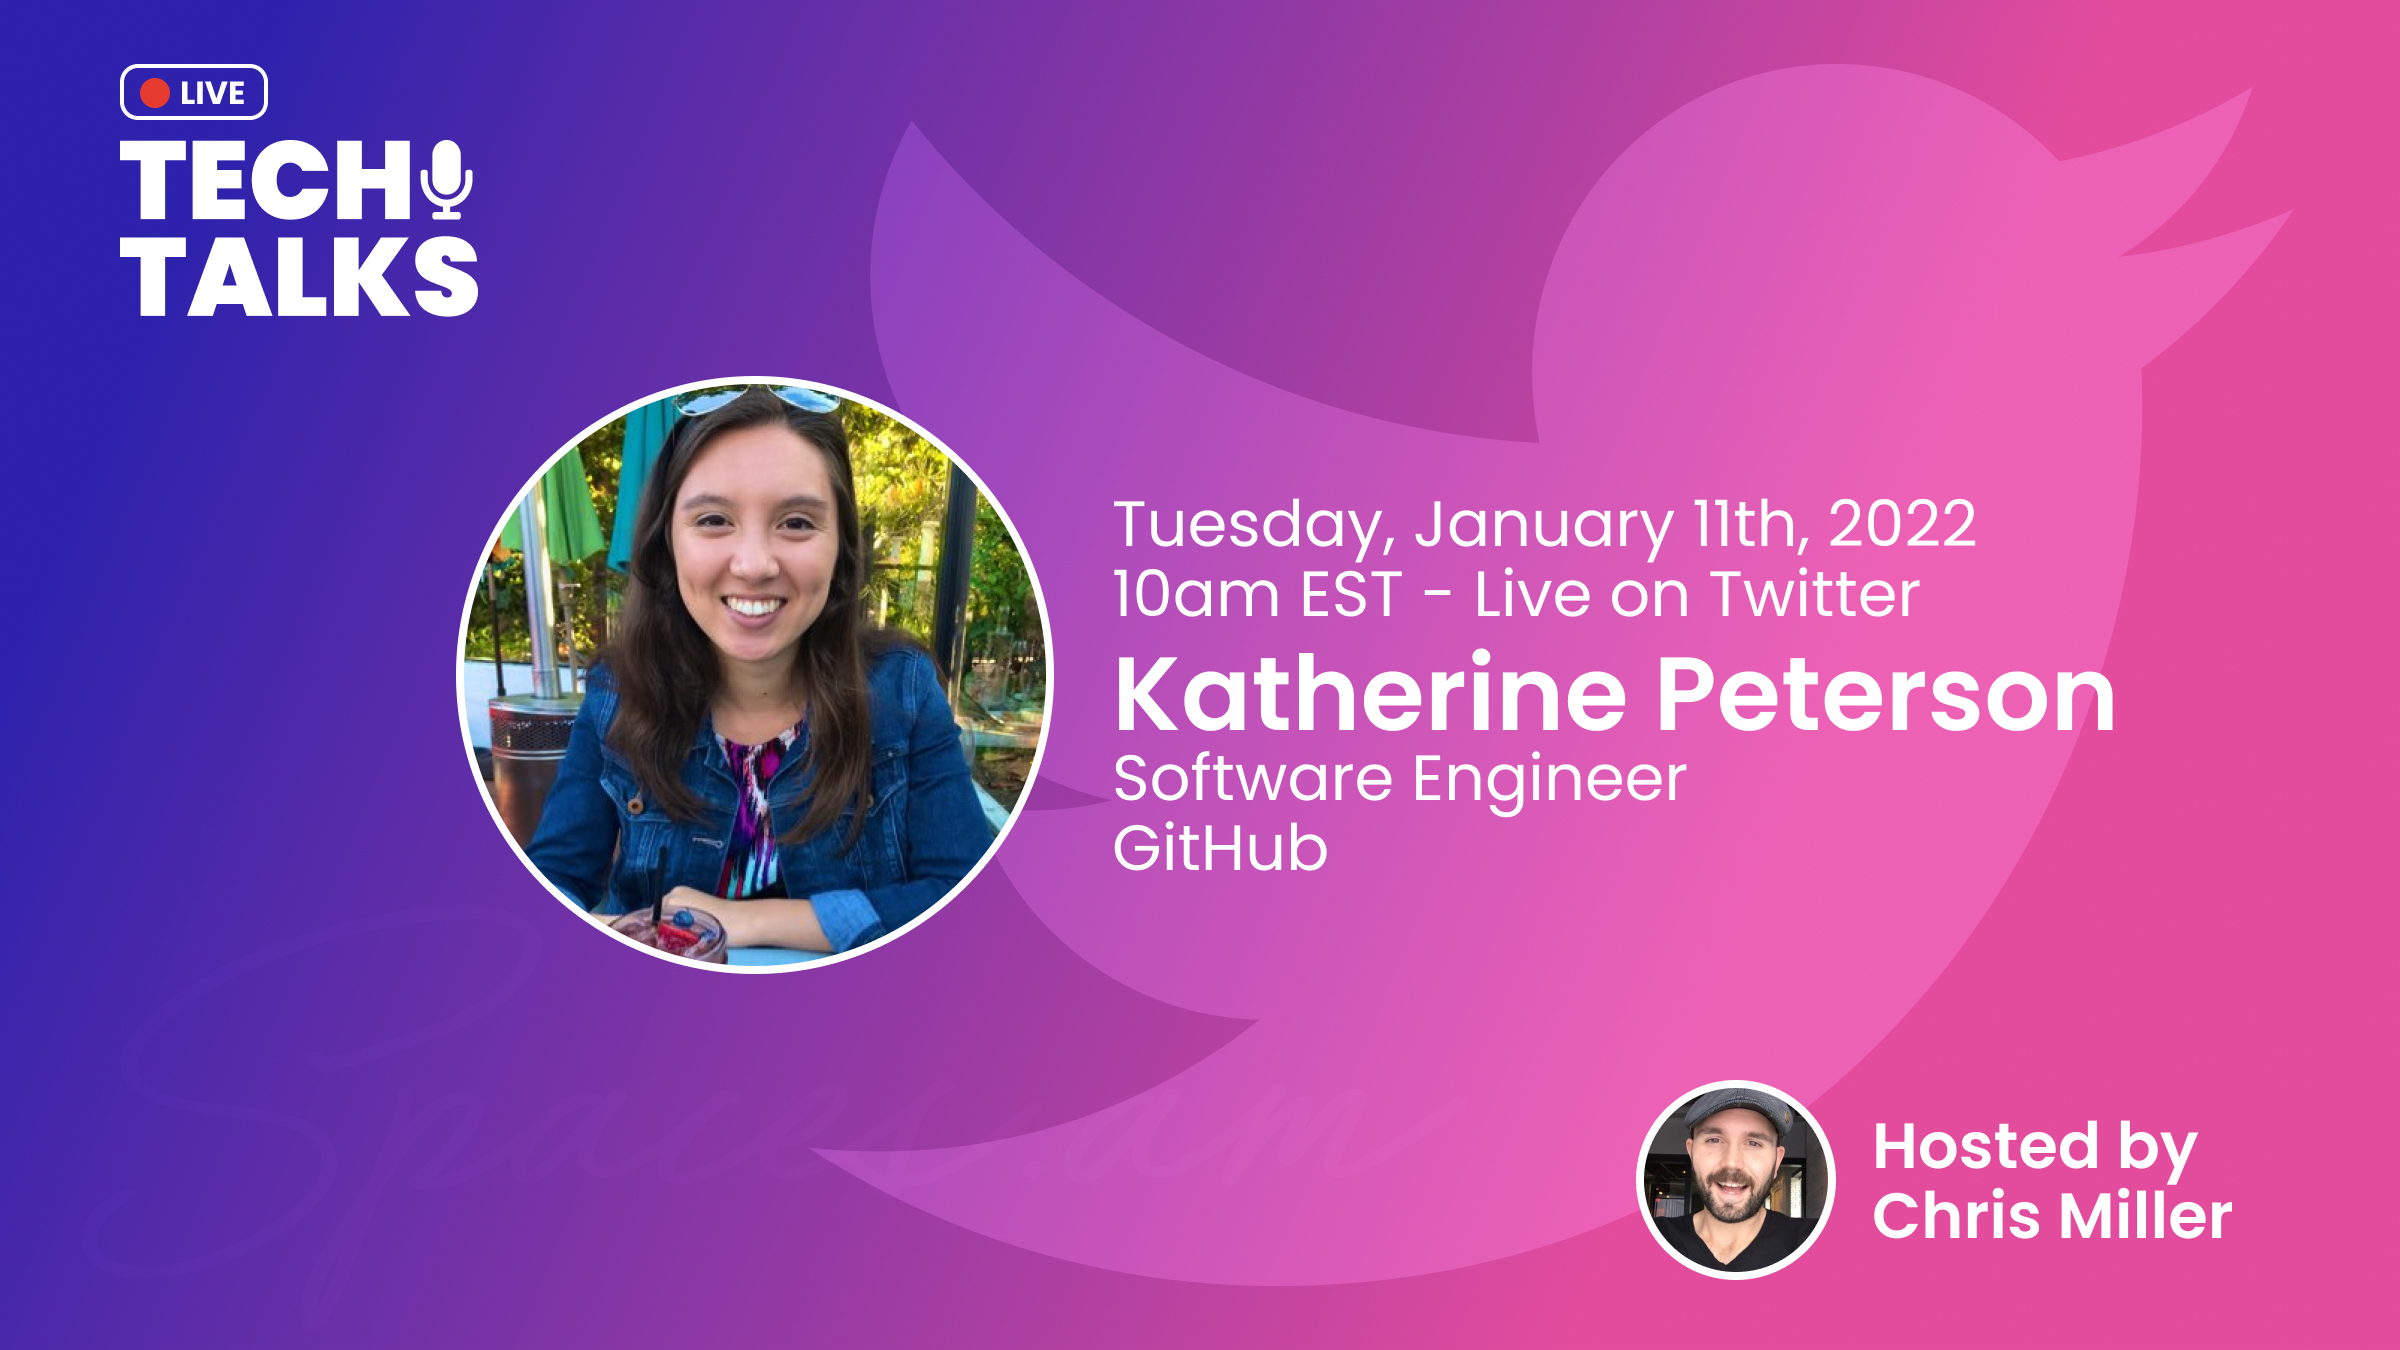 LIVE
TECH
TALKS
Tuesday, January 11th, 2022
10am EST - Live on Twitter
Katherine Peterson
Software Engineer
GitHub
Hosted by
Chris Miller